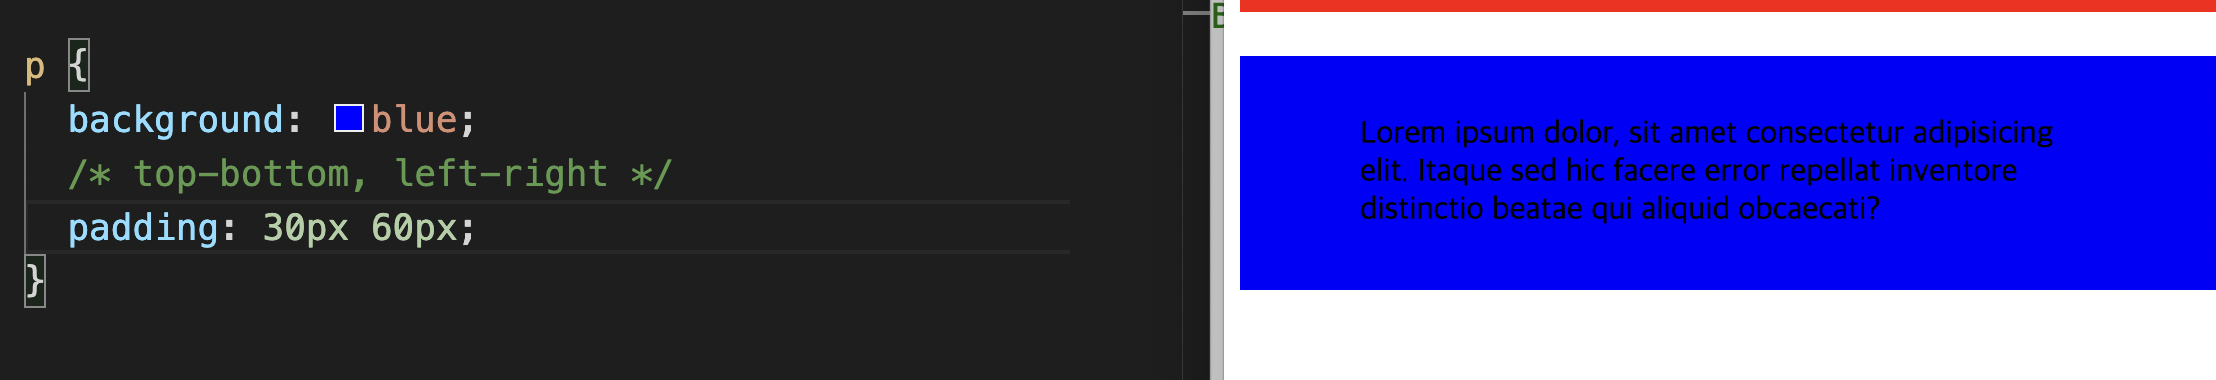 p {
background: blue;
/* top-bottom, left-right */
padding: 30px 60px;
}
Lorem ipsum dolor, sit amet consectetur adipisicing
elit. Itaque sed hic facere error repellat inventore
distinctio beatae qui aliquid obcaecati?